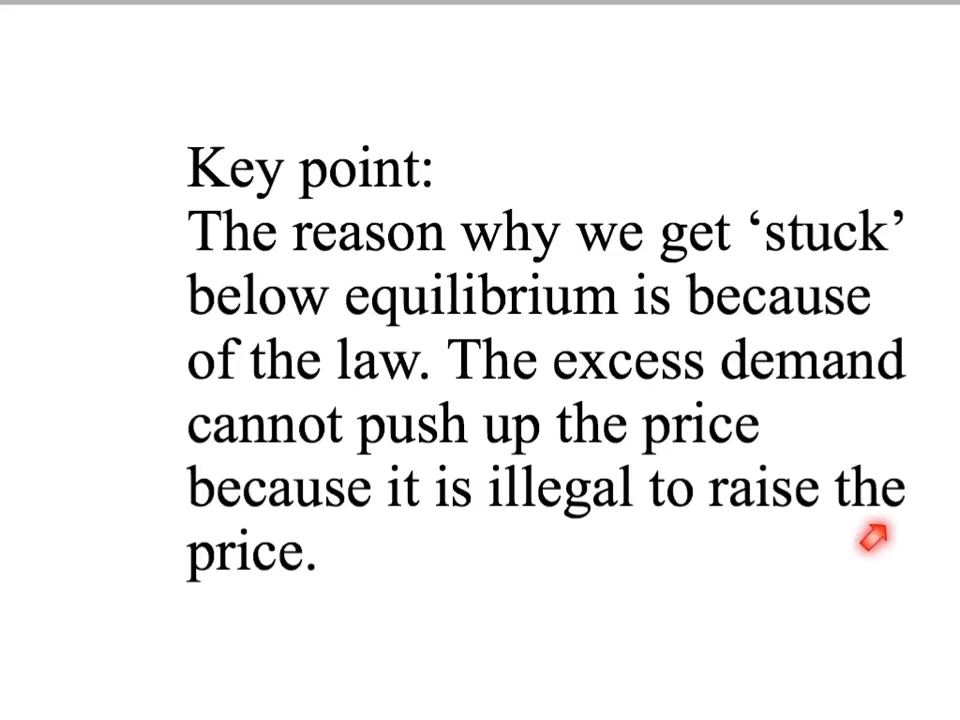 Key point:
The reason why we get ‘stuck’
below equilibrium is because
of the law. The excess demand
cannot push up the price
because it is illegal to raise the
price.